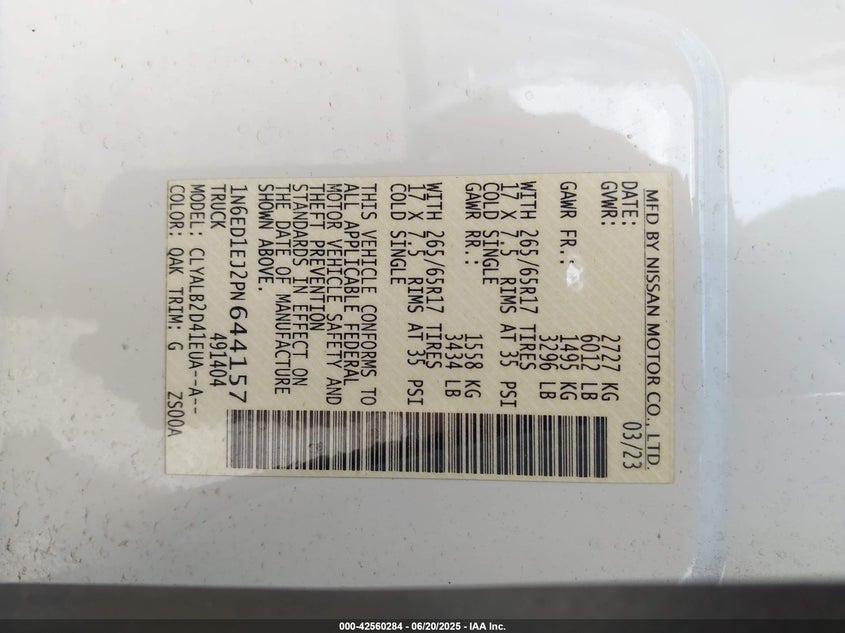 MFD BY NISSAN MOTOR CO., LTD.
DATE: 03/23
GVWR: 2727 KG
6012 LB
GAWR FR.: 1495 KG
3296 LB
WITH 265/65R17 TIRES
17 X 7.5 RIMS AT 35 PSI
COLD SINGLE
GAWR RR.: 1558 KG
3434 LB
WITH 265/65R17 TIRES
17 X 7.5 RIMS AT 35 PSI
COLD SINGLE
THIS VEHICLE CONFORMS TO
ALL APPLICABLE FEDERAL
MOTOR VEHICLE SAFETY AND
THEFT PREVENTION
STANDARDS IN EFFECT ON
THE DATE OF MANUFACTURE
SHOWN ABOVE.
1N6ED1EJ2PN644157
TRUCK 491404
MODEL: CLYALB2D41EUA--A--
COLOR: QAK TRIM: G ZS00A
000-42560284 - 06/20/2025 - IAA Inc.